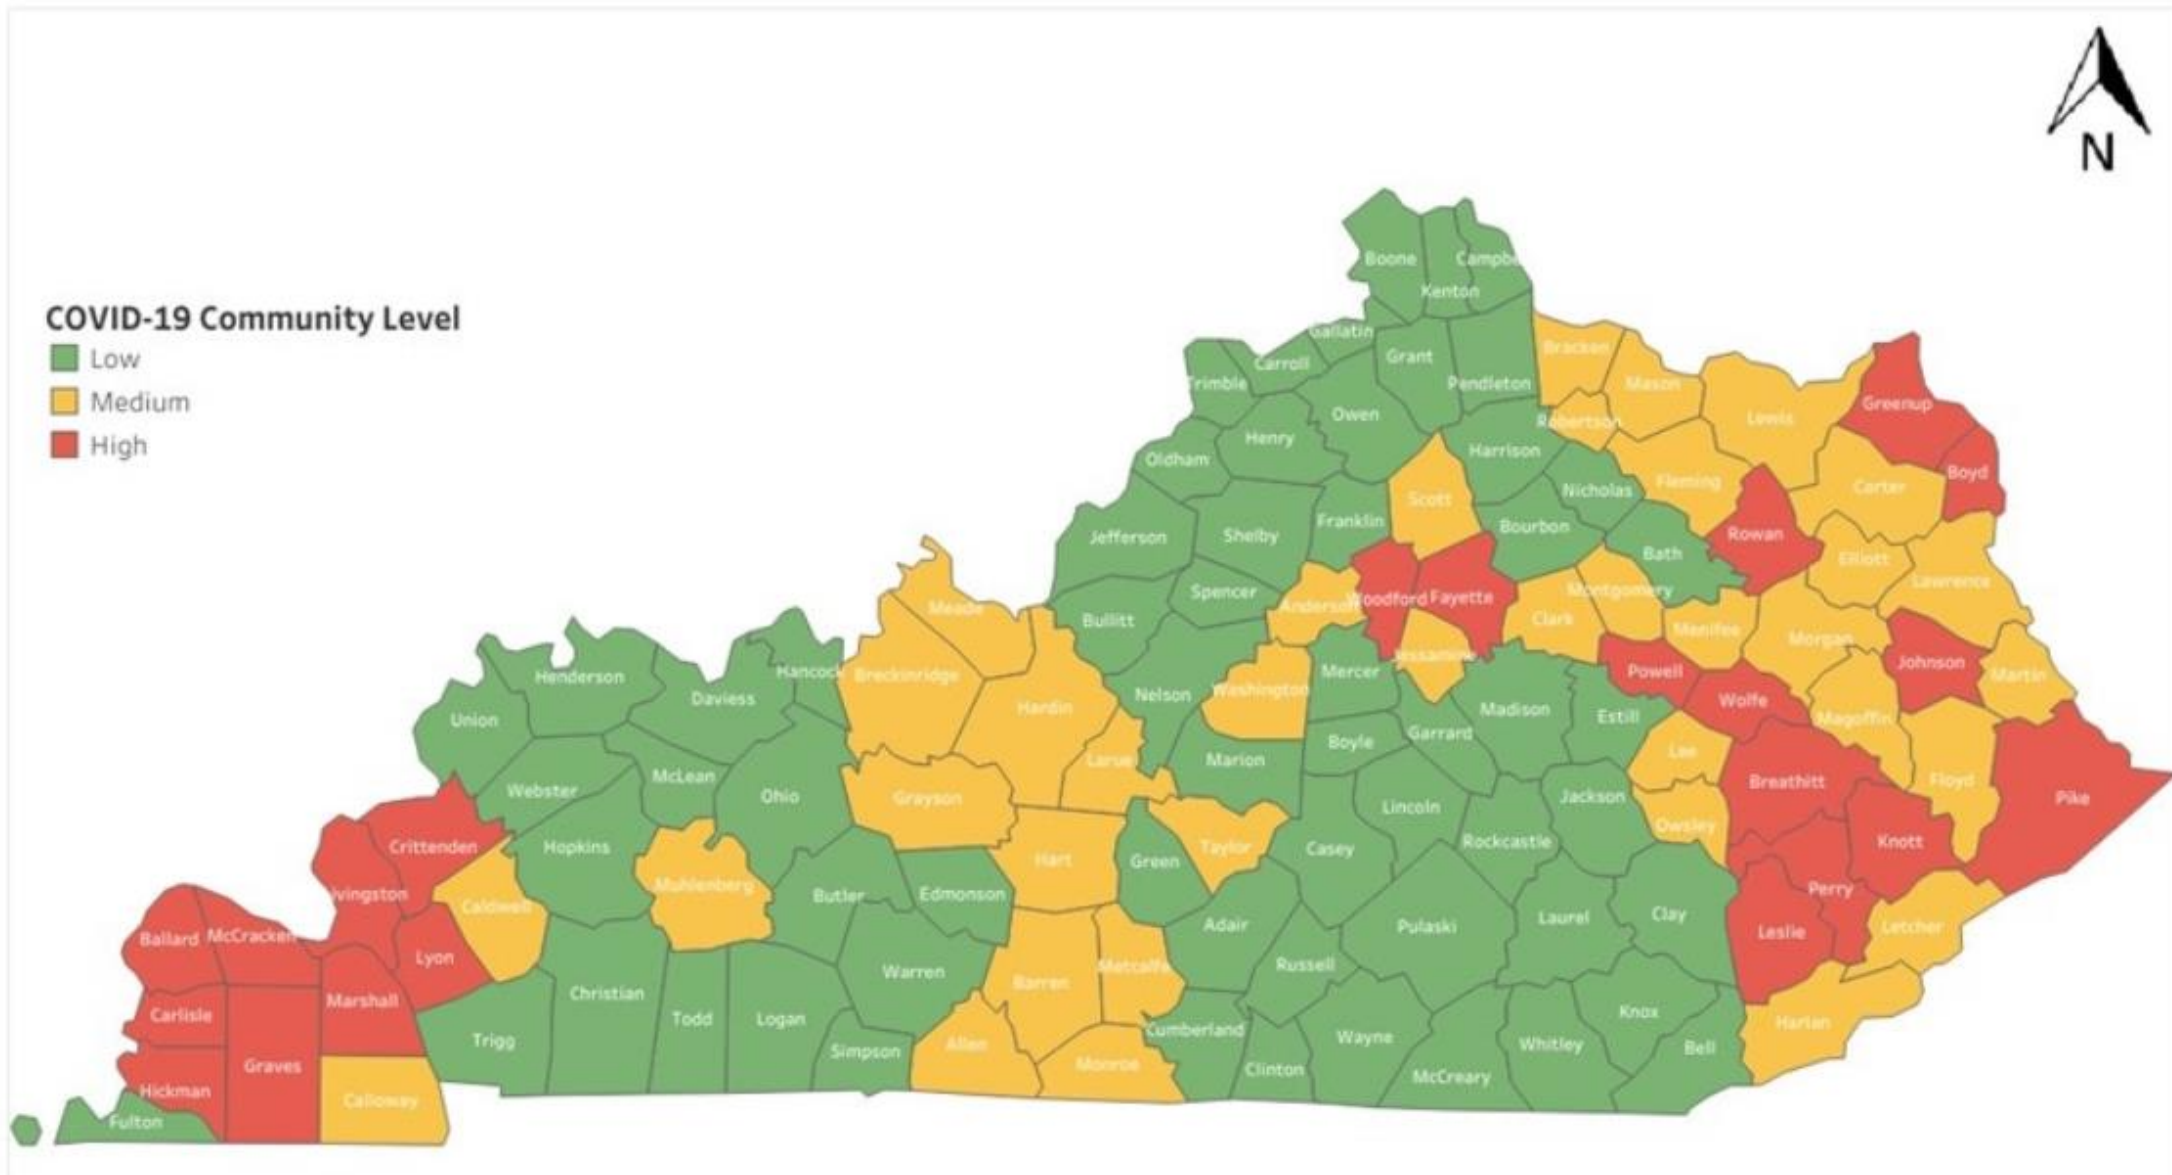 N
COVID-19 Community Level
Low
Medium
High
Boone
Campbe
Kenton
Gallatin
Carroll
Grant
Trimble
Pendleton
Bracken
Mason
Owen
Robertson
Lewis
Greenup
Henry
Harrison
Oldham
Boyd
Nicholas
Fleming
Carter
Scott
Franklin
Bourbon
Jefferson
Shelby
Rowan
Bath
Elliott
Lawrence
Spencer
Montgomery
Anderson
Woodford
Fayette
Meade
Bullitt
Clark
Menifee
Morgan
Jessamine
Johnson
Martin
Henderson
Hancock
Breckinridge
Mercer
Powell
Washington
Nelson
Daviess
Wolfe
Hardin
Madison
Estill
Union
Magoffin
Garrard
Boyle
Lee
Marion
Larue
McLean
Floyd
Breathitt
Webster
Ohio
Grayson
Jackson
Pike
Lincoln
Owsley
Rockcastle
Knott
Crittenden
Hopkins
Taylor
Casey
Hart
Green
Muhlenberg
Perry
ivingston
Butler
Edmonson
Caldwell
Clay
Laurel
Adair
Pulaski
Letcher
Leslie
Ballard
McCracken
Lyon
Russell
Metcalfe
Warren
Barren
Christian
Marshall
Carlisle
Todd
Logan
Knox
Harlan
Cumberland
Trigg
Wayne
Allen
Whitley
Bell
Simpson
Monroe
Graves
Clinton
McCreary
Hickman
Calloway
Fulton